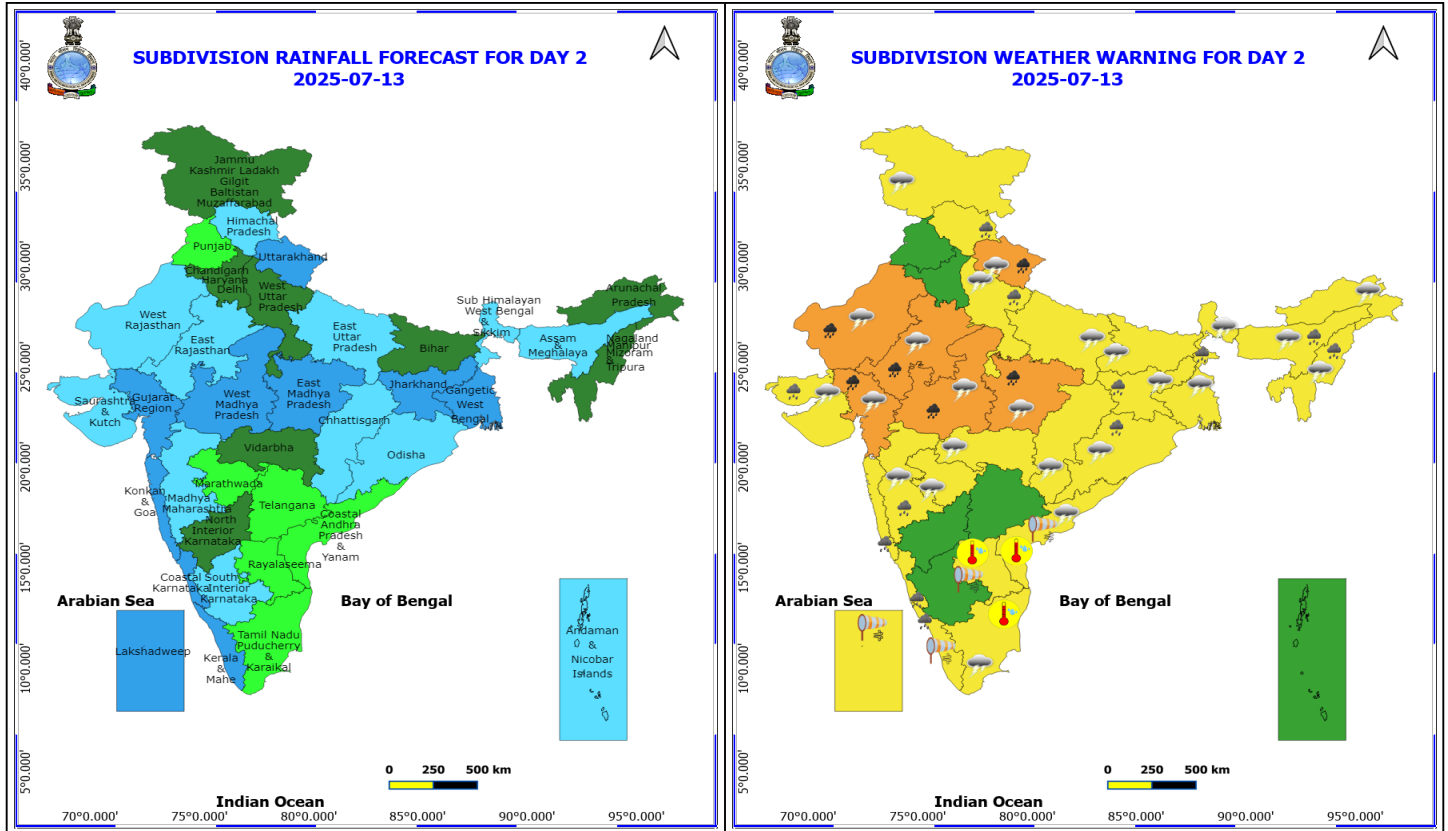 SUBDIVISION RAINFALL FORECAST FOR DAY 2
2025-07-13
40°0.000'
35°0.000'
30°0.000'
25°0.000'
20°0.000'
15°0.000'
10°0.000'
5°0.000'
Jammu
Kashmir Ladakh
Gilgit
Baltistan
Muzaffarabad
Himachal
Pradesh
Punjab
Uttarakhand
Chandigarh
Haryana
Delhi
West
Uttar
Pradesh
Arunachal
Pradesh
West
Rajasthan
East
Rajasthan
East
Uttar
Pradesh
Sub Himalayan
West Bengal
&
Sikkim
Assam
&
Meghalaya
Nagaland
Manipur
Mizoram
&
Tripura
Bihar
Saurashtra
&
Kutch
Gujarat
Region
West
Madhya
Pradesh
East
Madhya
Pradesh
Jharkhand
Gangetic
West
Bengal
Chhattisgarh
Odisha
Vidarbha
Konkan
&
Goa
Madhya
Maharashtra
Marathwada
Telangana
North
Interior
Karnataka
Coastal
Andhra
Pradesh
&
Yanam
Rayalaseema
Coastal
Karnataka
South
Interior
Karnataka
Arabian Sea
Bay of Bengal
Lakshadweep
Kerala
&
Mahe
Tamil Nadu
Puducherry
&
Karaikal
Andaman
&
Nicobar
Islands
0 250 500 km
Indian Ocean
70°0.000' 75°0.000' 80°0.000' 85°0.000' 90°0.000' 95°0.000'
SUBDIVISION WEATHER WARNING FOR DAY 2
2025-07-13
40°0.000'
35°0.000'
30°0.000'
25°0.000'
20°0.000'
15°0.000'
10°0.000'
5°0.000'
Arabian Sea
Bay of Bengal
0 250 500 km
Indian Ocean
70°0.000' 75°0.000' 80°0.000' 85°0.000' 90°0.000' 95°0.000'